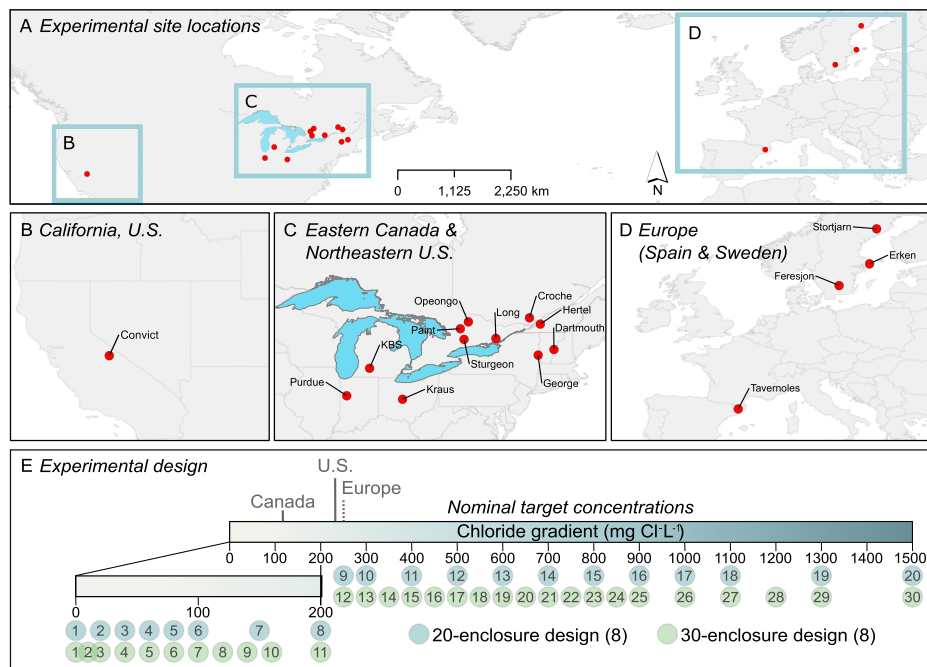 A Experimental site locations
D
C
B
0 1,125 2,250 km
N
B California, U.S.
Convict
C Eastern Canada &
Northeastern U.S.
Opeongo
Croche
Long
Hertel
Paint
Dartmouth
KBS
Sturgeon
George
Purdue
Kraus
D Europe
(Spain & Sweden)
Stortjarn
Erken
Feresjon
Tavernoles
E Experimental design
U.S.
Canada
Europe
Nominal target concentrations
Chloride gradient (mg Cl⁻L⁻¹)
0 100 200 300 400 500 600 700 800 900 1000 1100 1200 1300 1400 1500
9 10 11 12 13 14 15 16 17 18 19 20
12 13 14 15 16 17 18 19 20 21 22 23 24 25 26 27 28 29 30
0 100 200
1 2 3 4 5 6 7 8
1 2 3 4 5 6 7 8 9 10 11
20-enclosure design (8)
30-enclosure design (8)